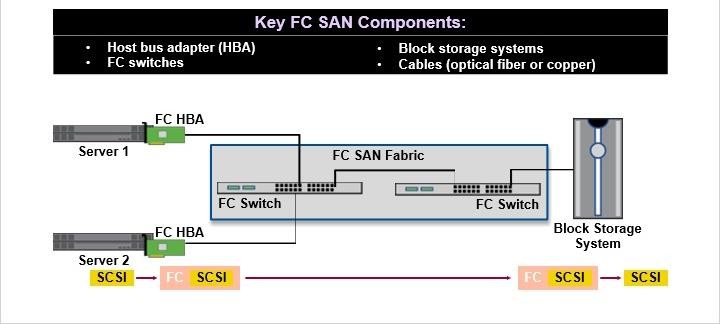 Key FC SAN Components:
• Host bus adapter (HBA)
• FC switches
• Block storage systems
• Cables (optical fiber or copper)
FC HBA
Server 1
FC SAN Fabric
FC Switch
FC Switch
FC HBA
Server 2
Block Storage
System
SCSI
FC SCSI
FC SCSI
SCSI